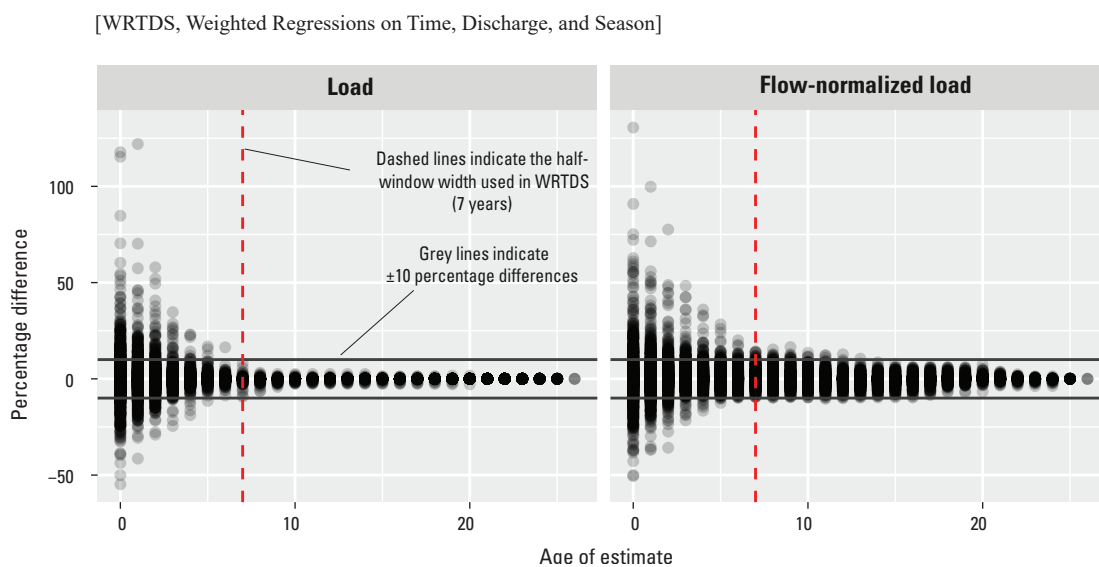 [WRTDS, Weighted Regressions on Time, Discharge, and Season]
Load
Flow-normalized load
Dashed lines indicate the half-
window width used in WRTDS
(7 years)
Grey lines indicate
±10 percentage differences
Percentage difference
100
50
0
−50
0
10
20
0
10
20
Age of estimate